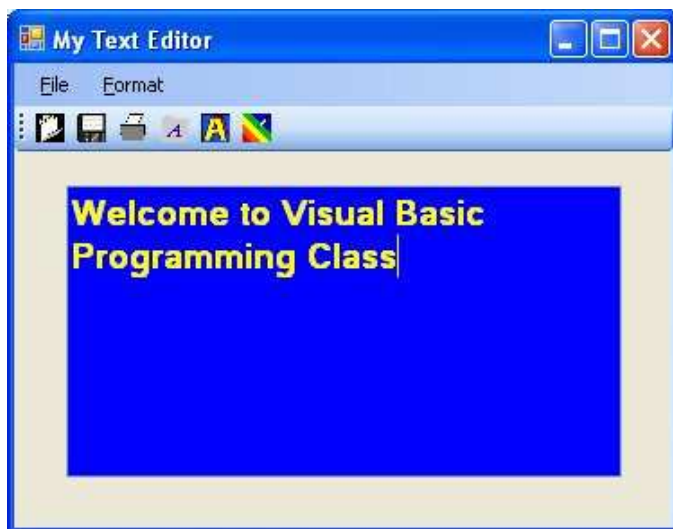 My Text Editor
File Format
A A
Welcome to Visual Basic
Programming Class